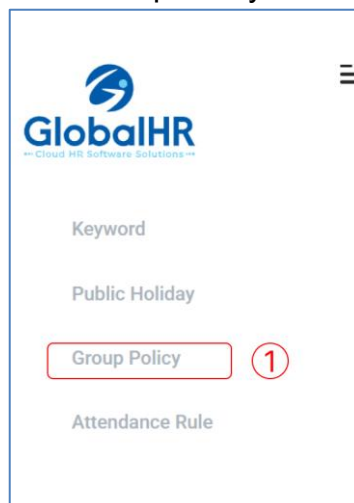 GlobalHR
Cloud HR Software Solutions
Keyword
Public Holiday
Group Policy
1
Attendance Rule